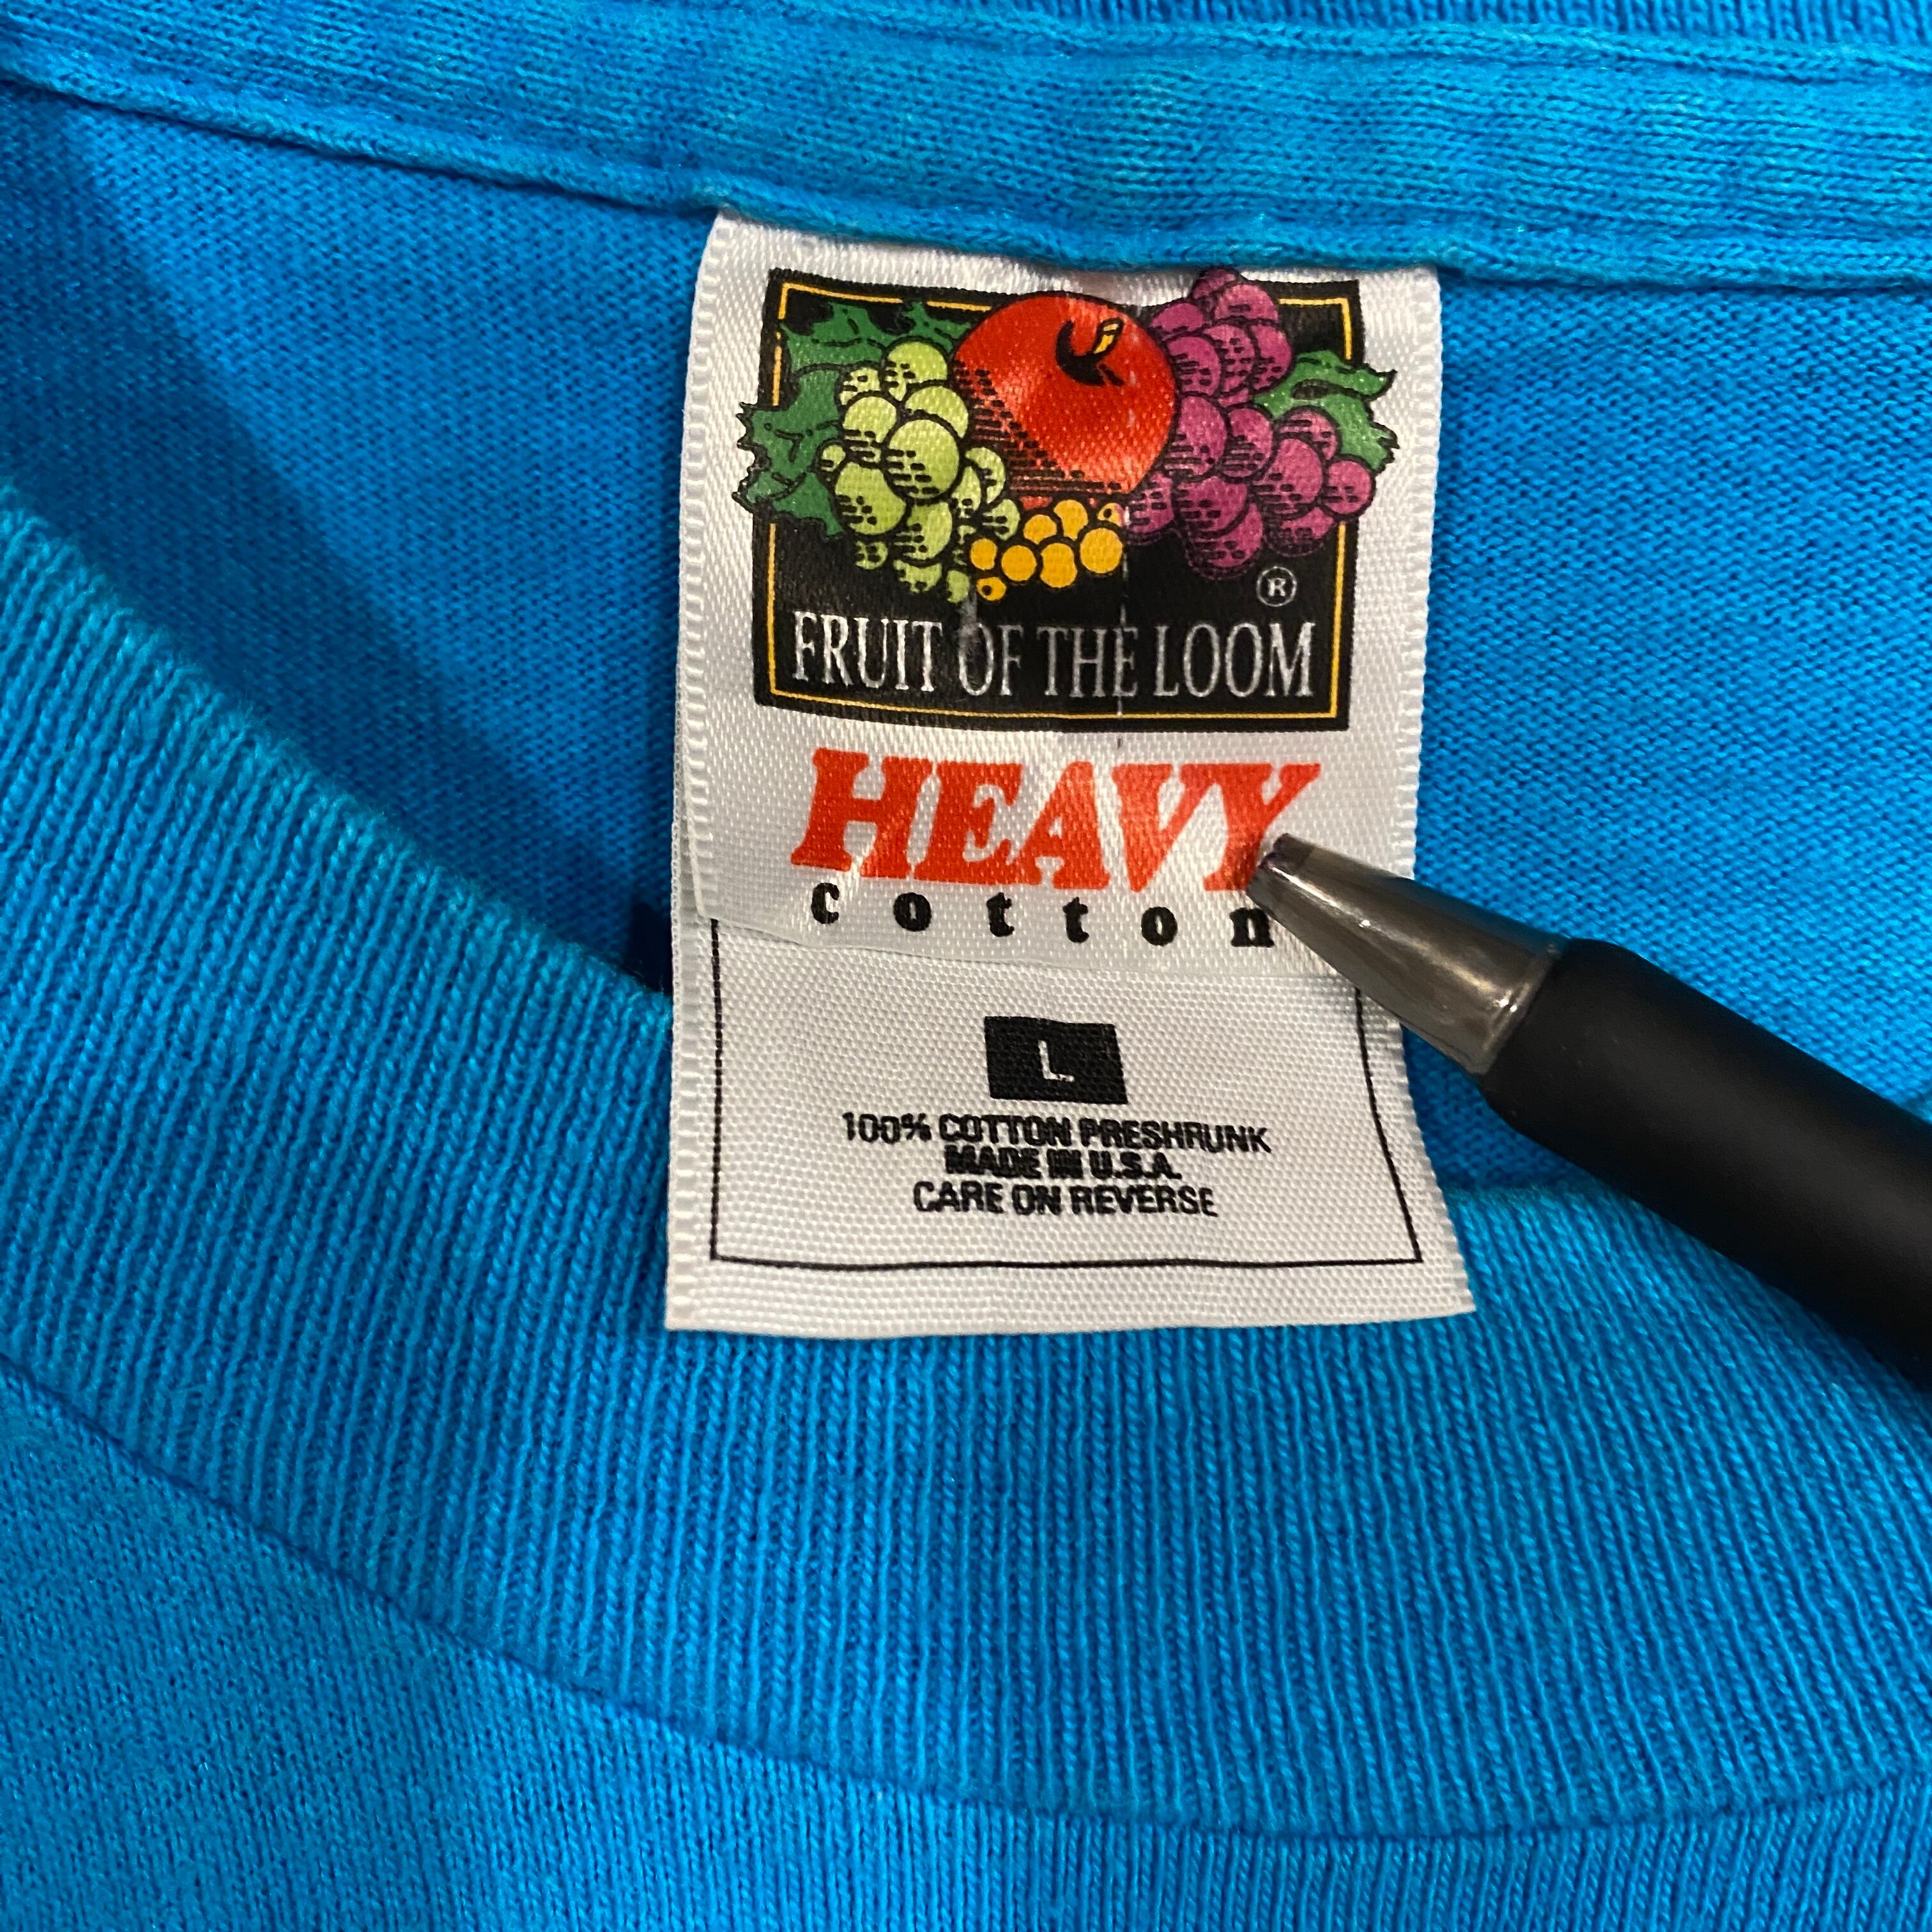 ®
FRUIT OF THE LOOM
HEAVY
cotton
L
100% COTTON PRESHRUNK
MADE IN U.S.A.
CARE ON REVERSE